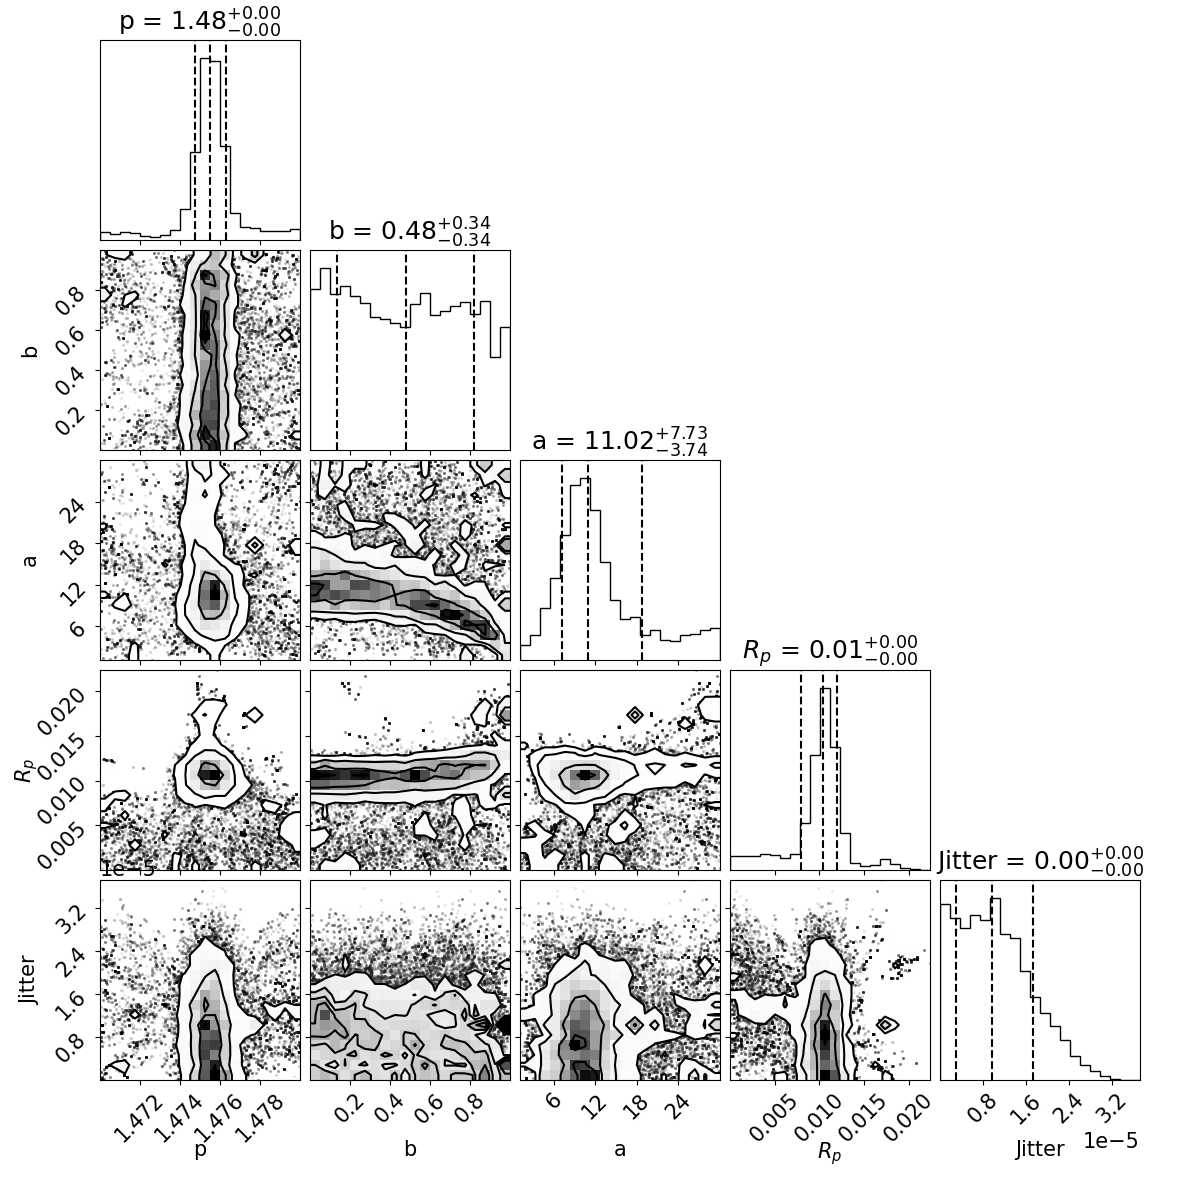 p = 1.48+0.00−0.00
b = 0.48+0.34−0.34
0.8
0.6
0.4
0.2
b
a = 11.02+7.73−3.74
24
18
12
6
a
Rp = 0.01+0.00−0.00
0.020
0.015
0.010
0.005
Rp
Jitter = 0.00+0.00−0.00
1e−5
3.2
2.4
1.6
0.8
Jitter
1.472 1.474 1.476 1.478
0.2 0.4 0.6 0.8
6 12 18 24
0.005 0.010 0.015 0.020
0.8 1.6 2.4 3.2
1e−5
p b a Rp Jitter